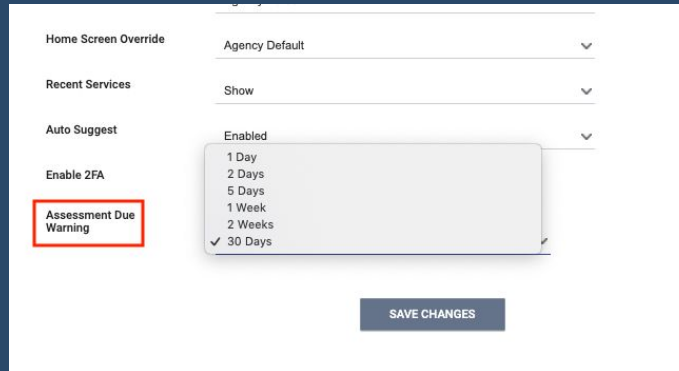 Home Screen Override
Agency Default
Recent Services
Show
Auto Suggest
Enabled
1 Day
2 Days
Enable 2FA
5 Days
1 Week
Assessment Due
Warning
2 Weeks
30 Days
SAVE CHANGES